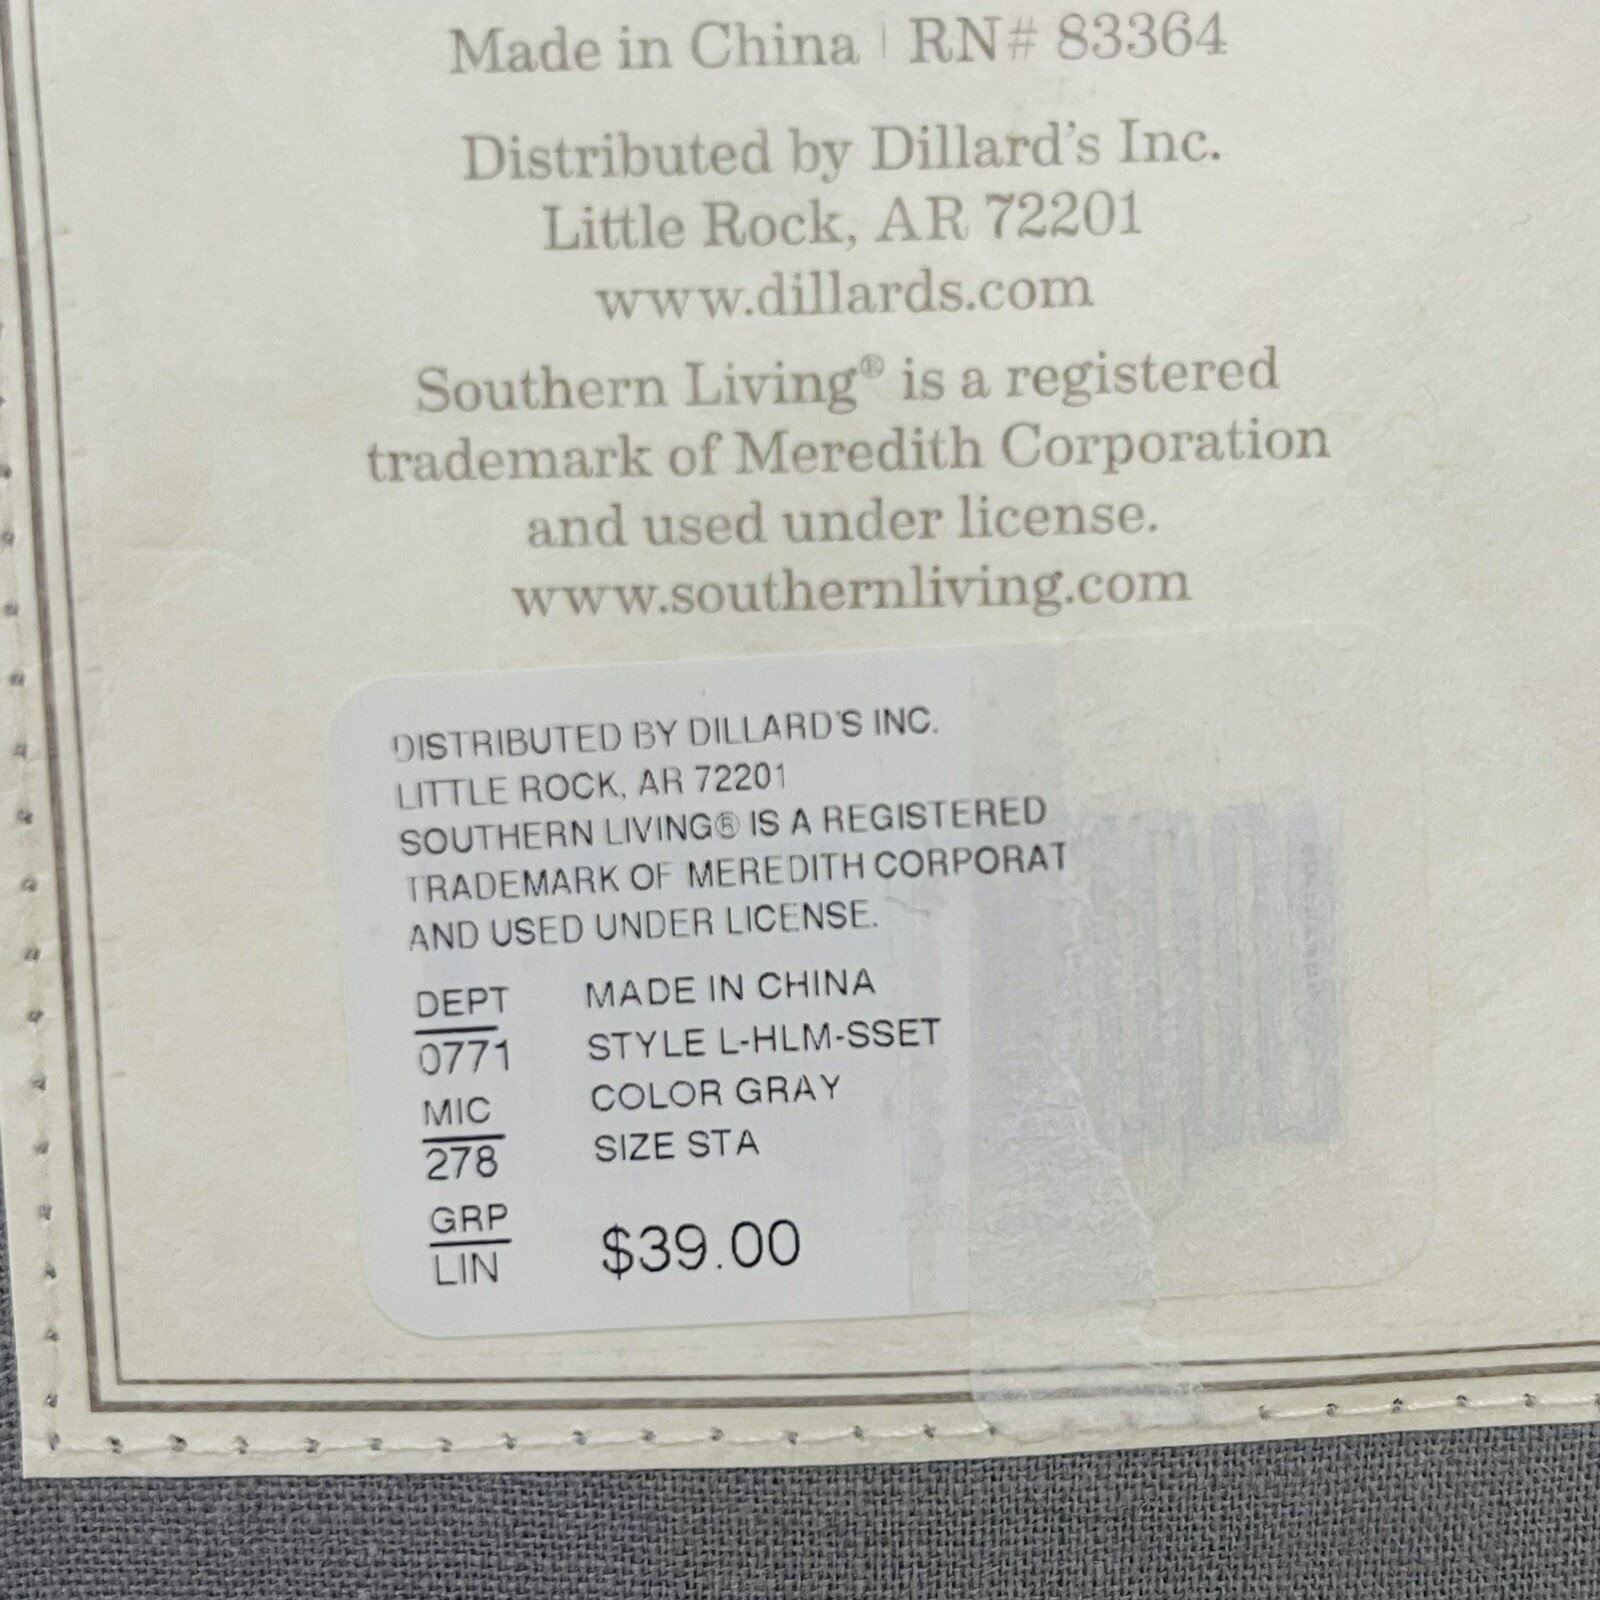 Made in China | RN# 83364
Distributed by Dillard's Inc.
Little Rock, AR 72201
www.dillards.com
Southern Living® is a registered
trademark of Meredith Corporation
and used under license.
www.southernliving.com
DISTRIBUTED BY DILLARD'S INC.
LITTLE ROCK, AR 72201
SOUTHERN LIVING® IS A REGISTERED
TRADEMARK OF MEREDITH CORPORAT
AND USED UNDER LICENSE.
DEPT MADE IN CHINA
0771 STYLE L-HLM-SSET
MIC COLOR GRAY
278 SIZE STA
GRP
LIN $39.00